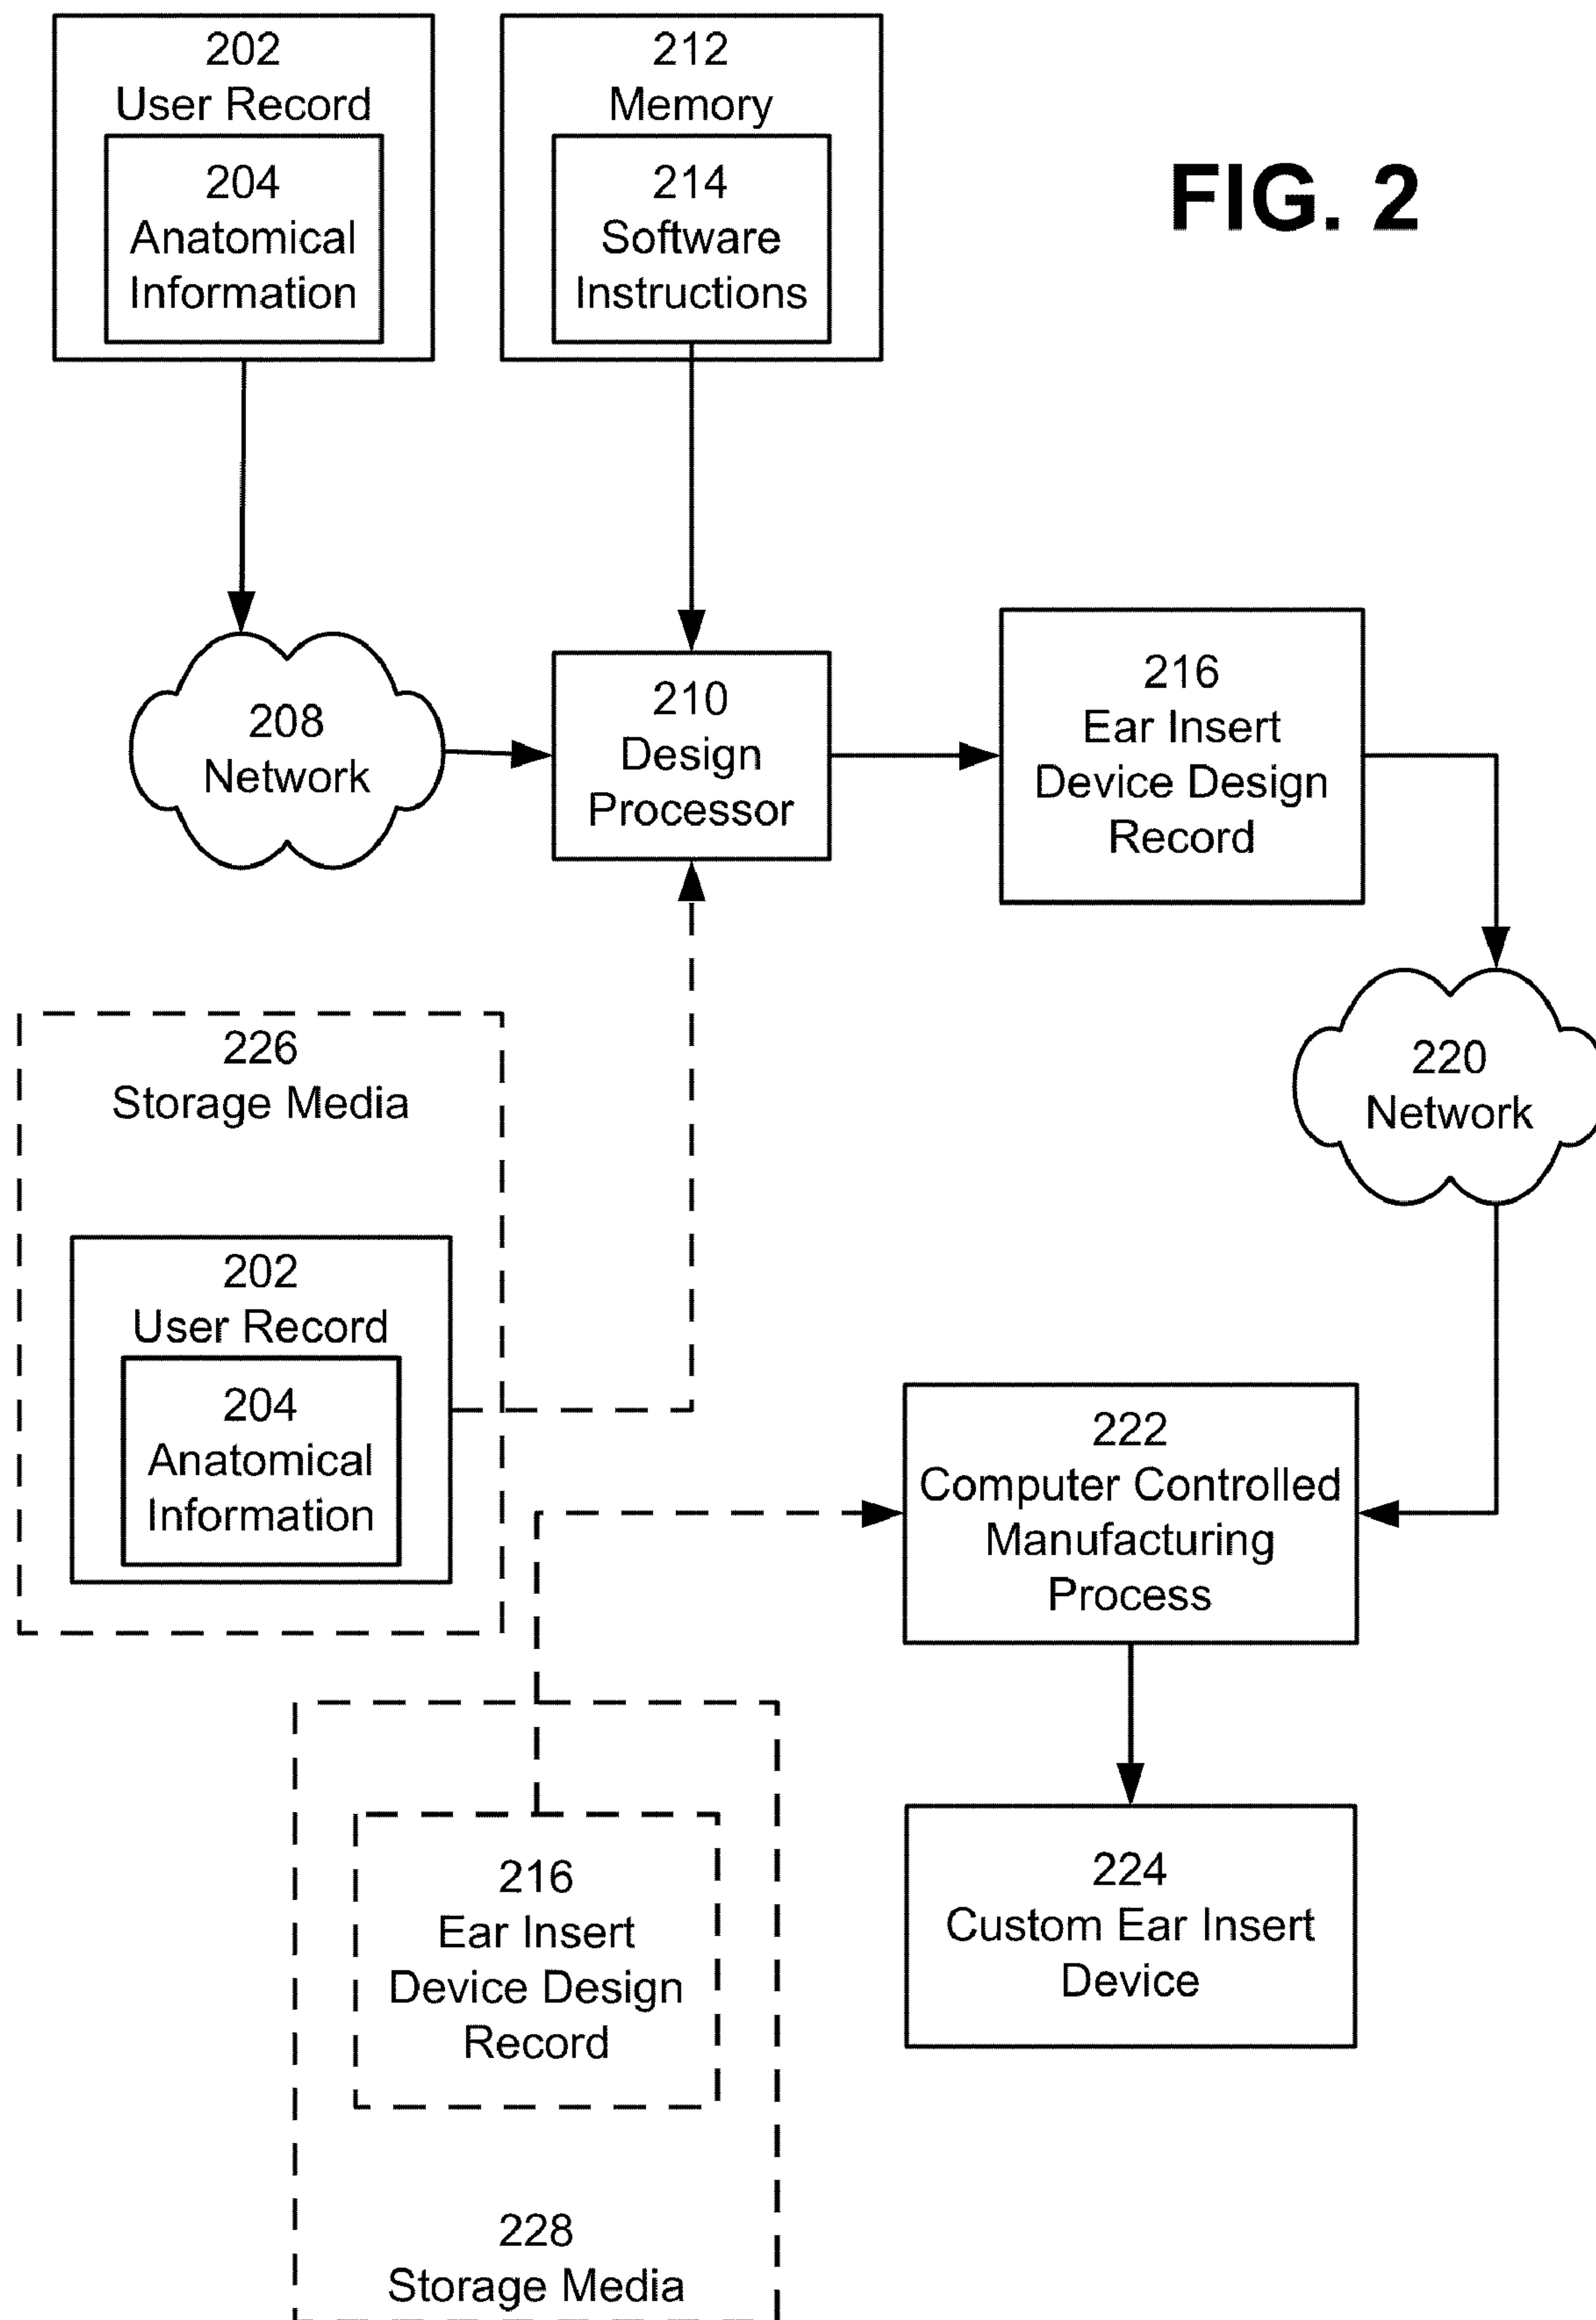 202
User Record
204
Anatomical
Information
212
Memory
214
Software
Instructions
FIG. 2
208
Network
210
Design
Processor
216
Ear Insert
Device Design
Record
220
Network
226
Storage Media
202
User Record
204
Anatomical
Information
222
Computer Controlled
Manufacturing
Process
216
Ear Insert
Device Design
Record
228
Storage Media
224
Custom Ear Insert
Device